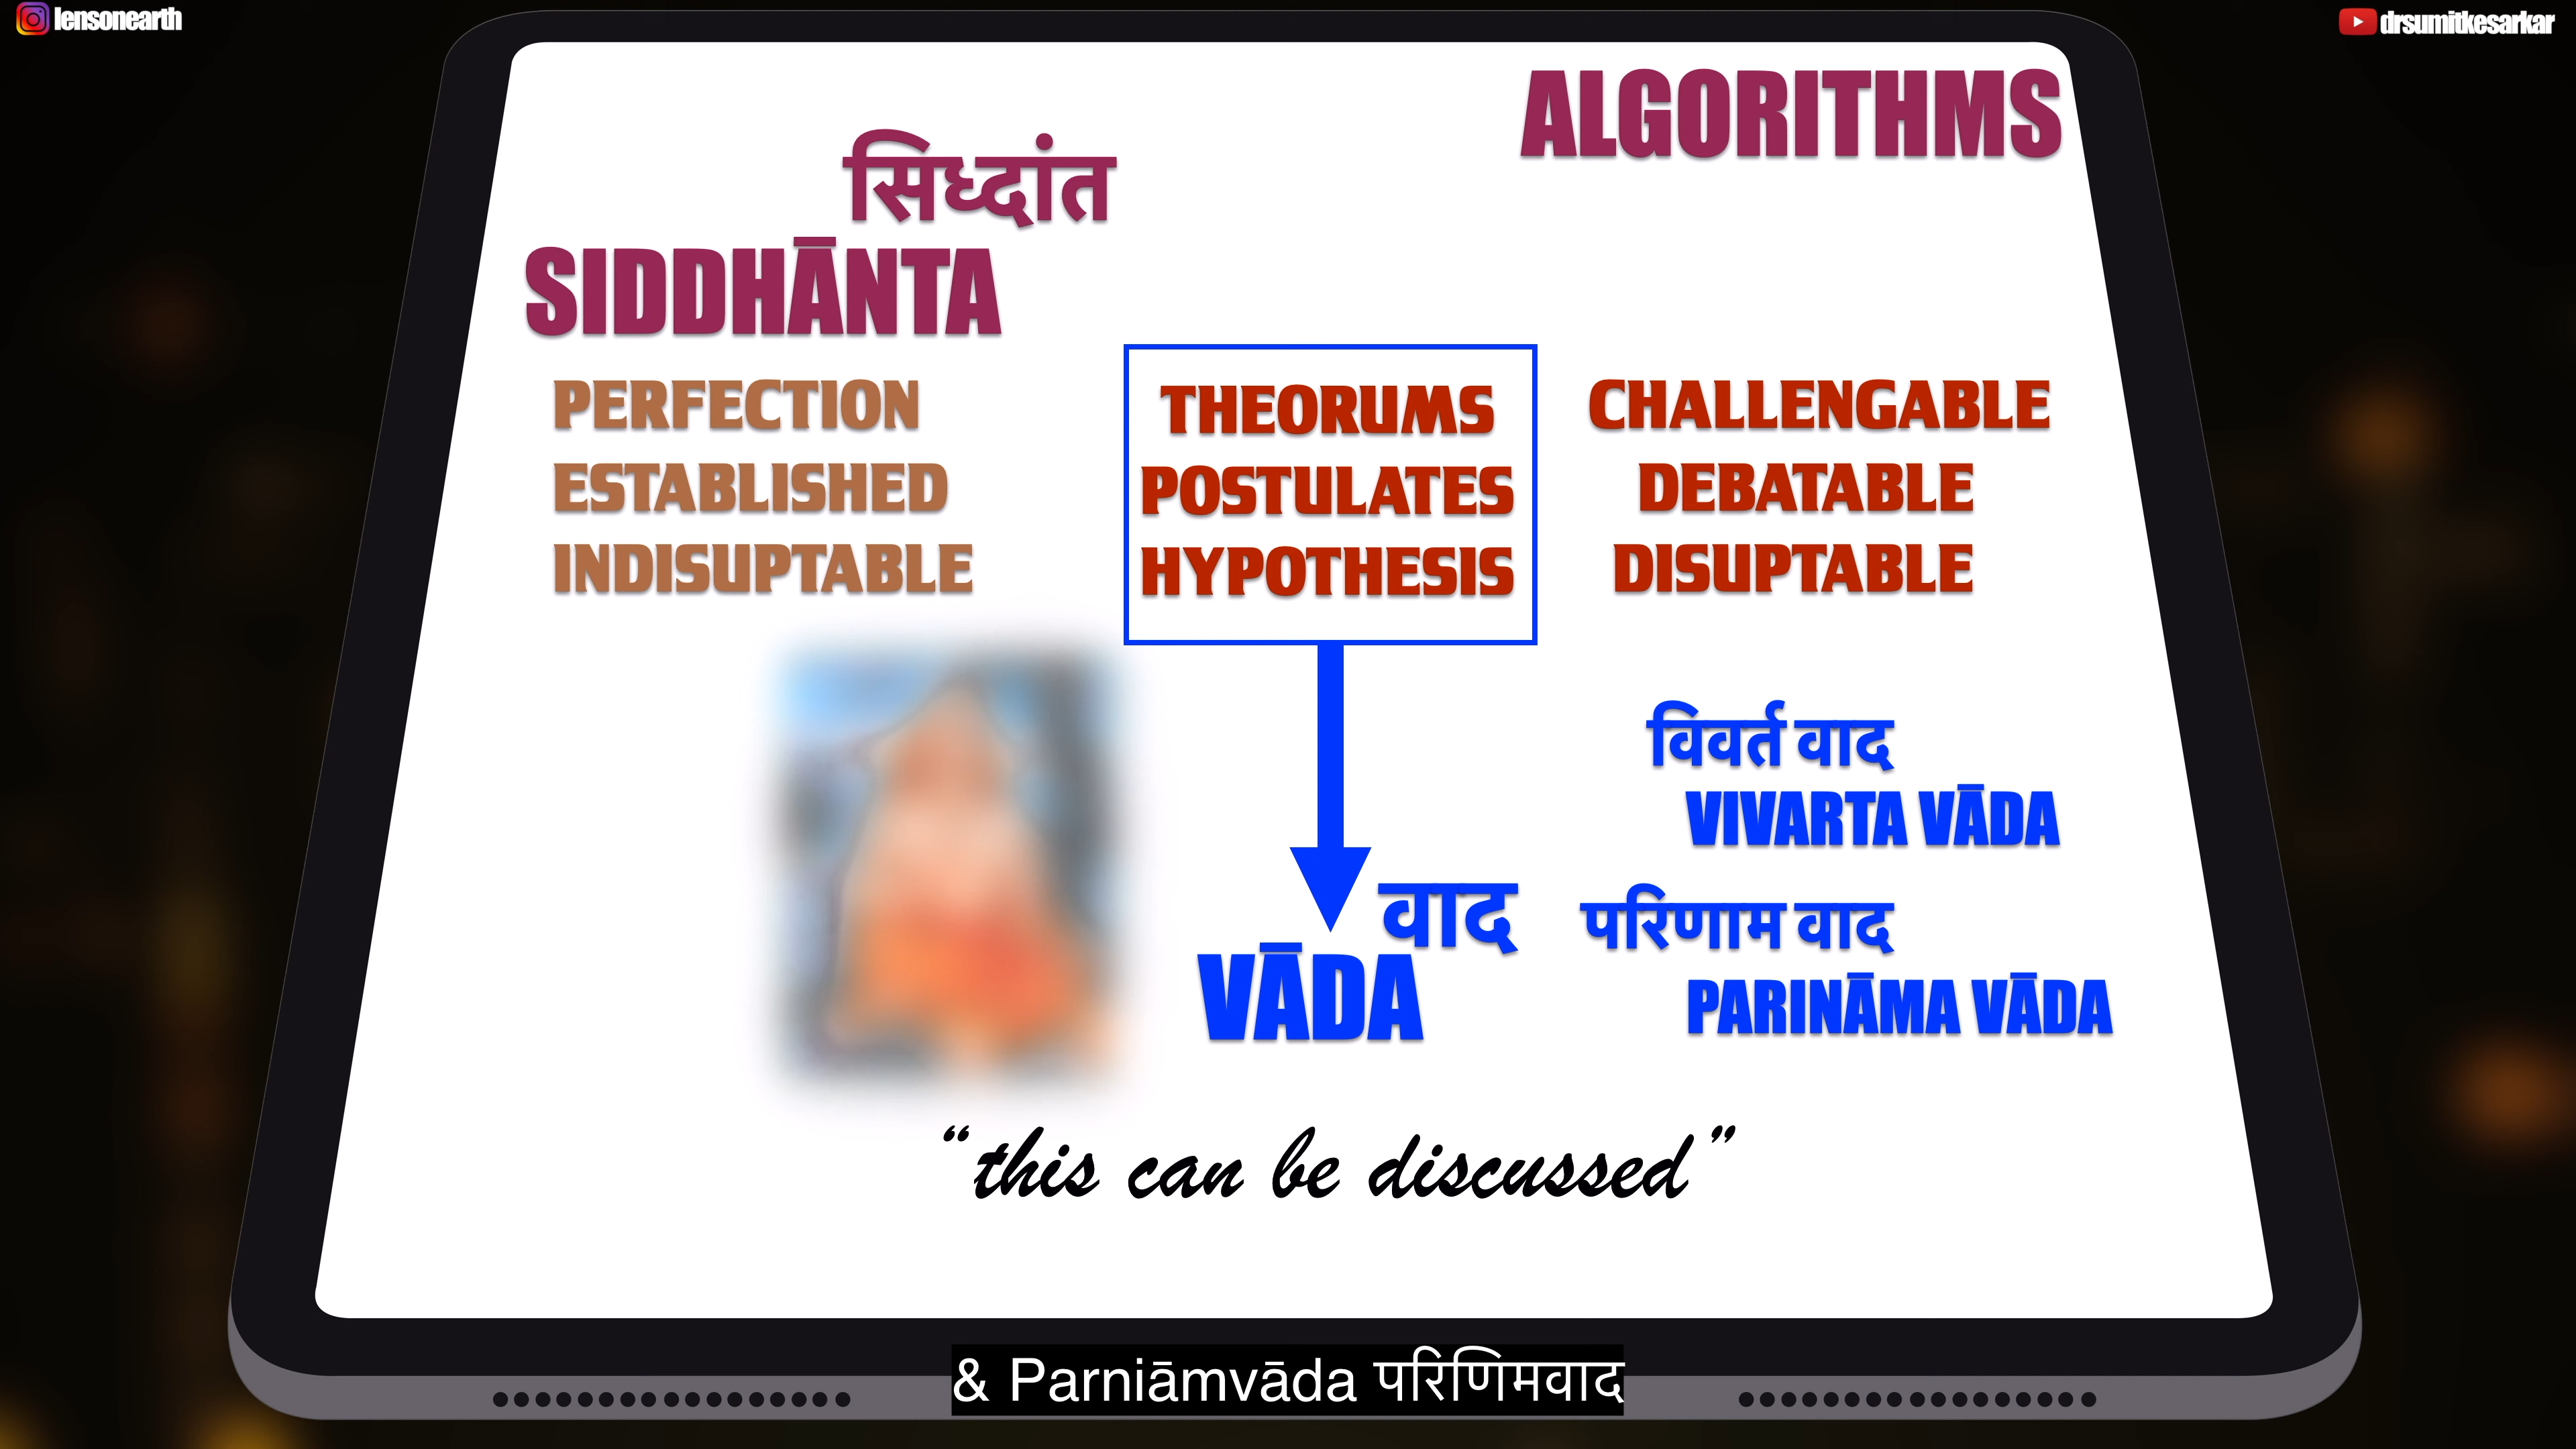 lensonearth
drsumitkesarkar
ALGORITHMS
सिध्दांत
SIDDHĀNTA
PERFECTION
ESTABLISHED
INDISUPTABLE
THEORUMS
POSTULATES
HYPOTHESIS
CHALLENGABLE
DEBATABLE
DISUPTABLE
विवर्त वाद
VIVARTA VĀDA
वाद
VĀDA
परिणाम वाद
PARINĀMA VĀDA
“this can be discussed”
& Parniāmvāda परिणिमवाद